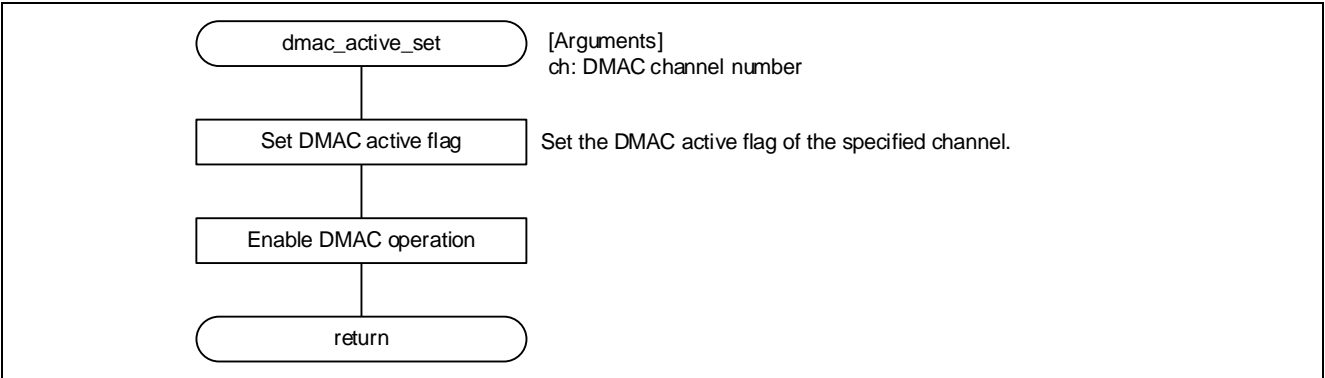 dmac_active_set
[Arguments]
ch: DMAC channel number
Set DMAC active flag
Set the DMAC active flag of the specified channel.
Enable DMAC operation
return